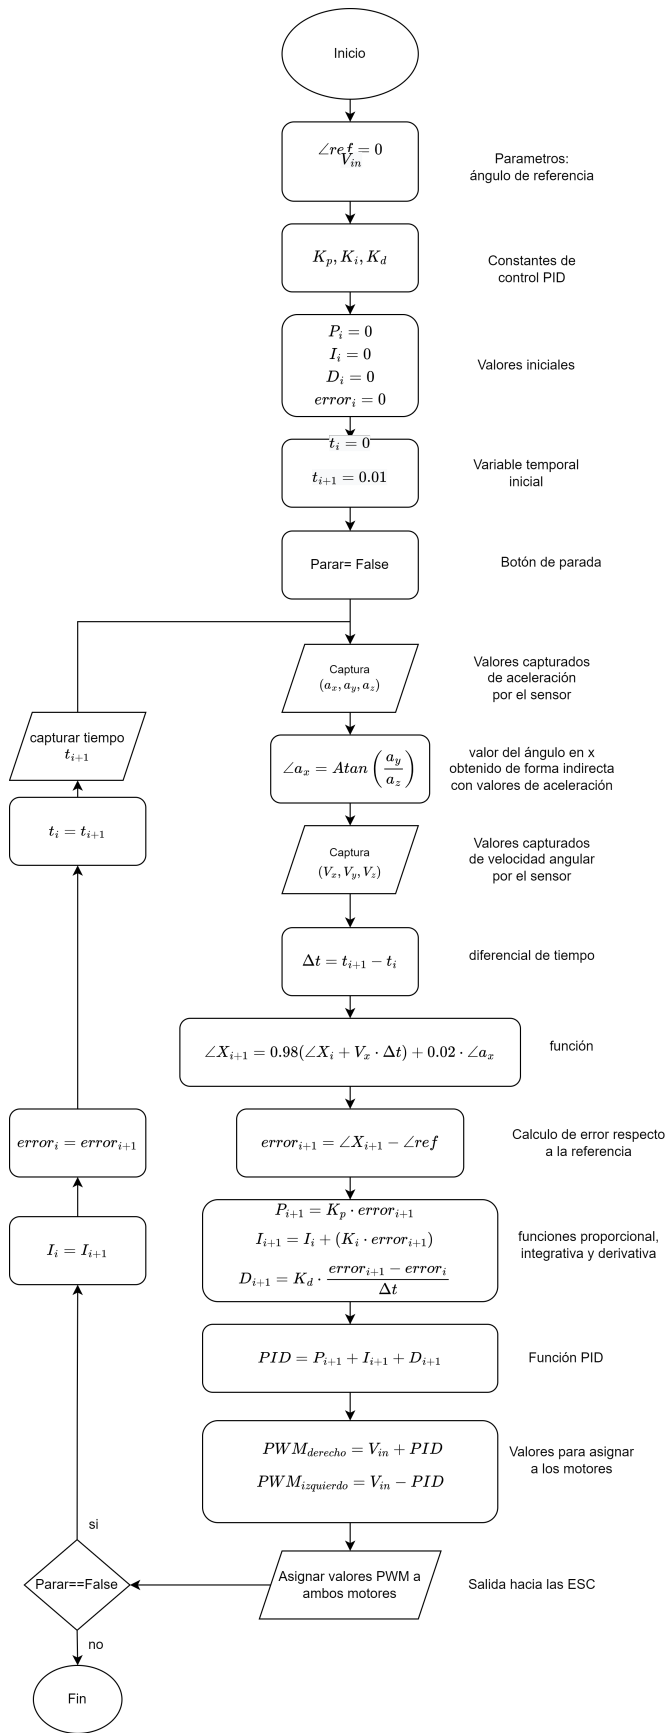 Inicio
∠ref = 0
V_in
Parametros:
ángulo de referencia
K_p, K_i, K_d
Constantes de
control PID
P_i = 0
I_i = 0
D_i = 0
error_i = 0
Valores iniciales
t_i = 0
t_{i+1} = 0.01
Variable temporal
inicial
Parar= False
Botón de parada
Captura
(a_x, a_y, a_z)
Valores capturados
de aceleración
por el sensor
∠a_x = Atan (a_y / a_z)
valor del ángulo en x
obtenido de forma indirecta
con valores de aceleración
Captura
(V_x, V_y, V_z)
Valores capturados
de velocidad angular
por el sensor
Δt = t_{i+1} − t_i
diferencial de tiempo
∠X_{i+1} = 0.98(∠X_i + V_x · Δt) + 0.02 · ∠a_x
función
error_{i+1} = ∠X_{i+1} − ∠ref
Calculo de error respecto
a la referencia
P_{i+1} = K_p · error_{i+1}
I_{i+1} = I_i + (K_i · error_{i+1})
D_{i+1} = K_d · (error_{i+1} − error_i) / Δt
funciones proporcional,
integrativa y derivativa
PID = P_{i+1} + I_{i+1} + D_{i+1}
Función PID
PWM_derecho = V_in + PID
PWM_izquierdo = V_in − PID
Valores para asignar
a los motores
Asignar valores PWM a
ambos motores
Salida hacia las ESC
Parar==False
si
no
Fin
I_i = I_{i+1}
error_i = error_{i+1}
t_i = t_{i+1}
capturar tiempo
t_{i+1}